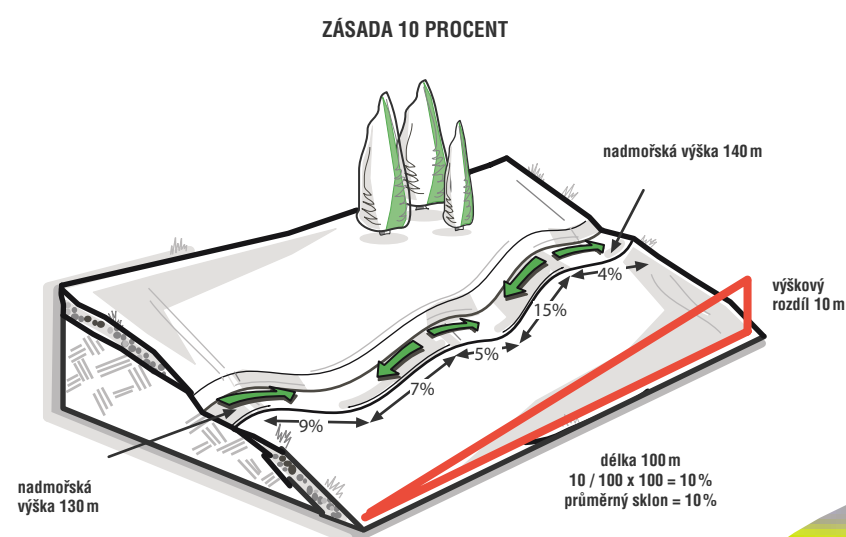 ZÁSADA 10 PROCENT
nadmořská výška 140 m
4%
výškový
rozdíl 10 m
15%
5%
7%
9%
délka 100 m
10 / 100 x 100 = 10 %
průměrný sklon = 10 %
nadmořská
výška 130 m